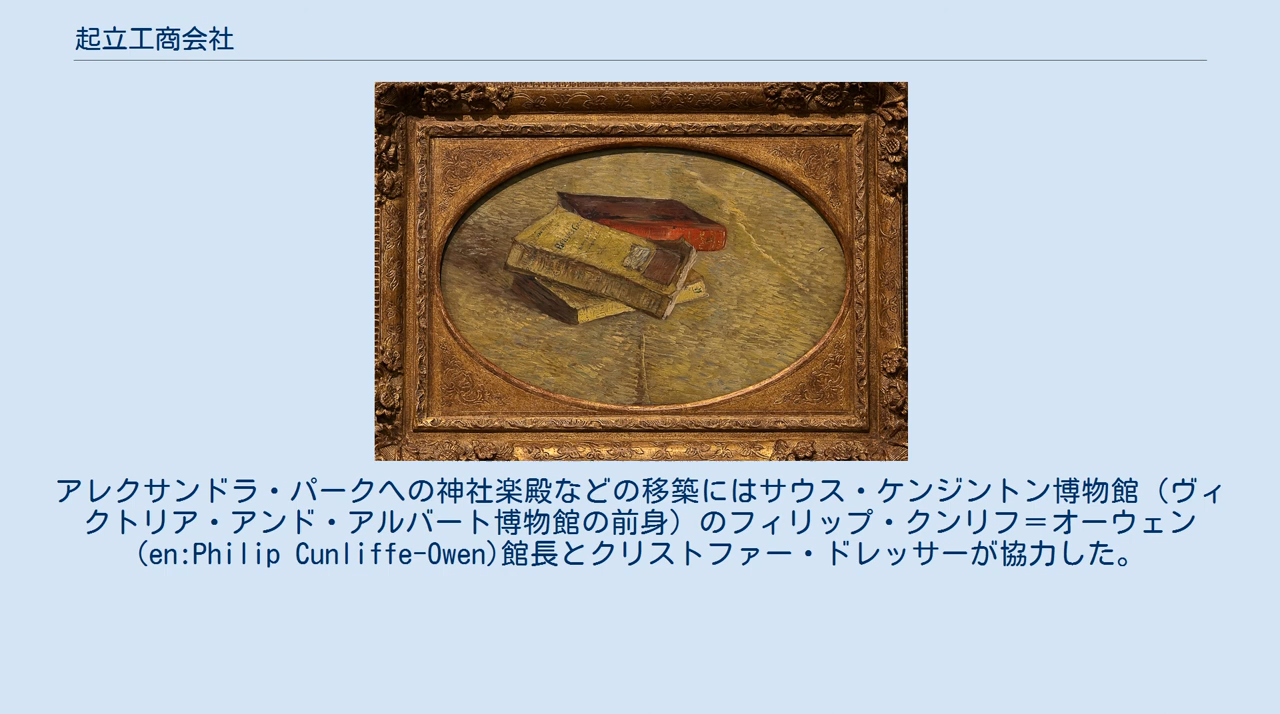 起立工商会社
アレクサンドラ・パークへの神社楽殿などの移築にはサウス・ケンジントン博物館（ヴィ
クトリア・アンド・アルバート博物館の前身）のフィリップ・クンリフ＝オーウェン
(en:Philip Cunliffe-Owen)館長とクリストファー・ドレッサーが協力した。